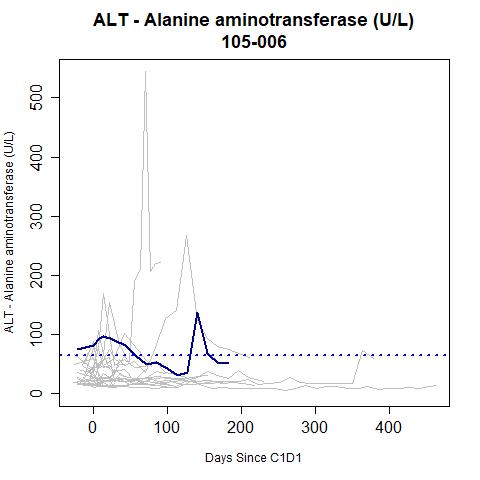 ALT - Alanine aminotransferase (U/L)
105-006
ALT - Alanine aminotransferase (U/L)
500
400
300
200
100
0
0 100 200 300 400
Days Since C1D1